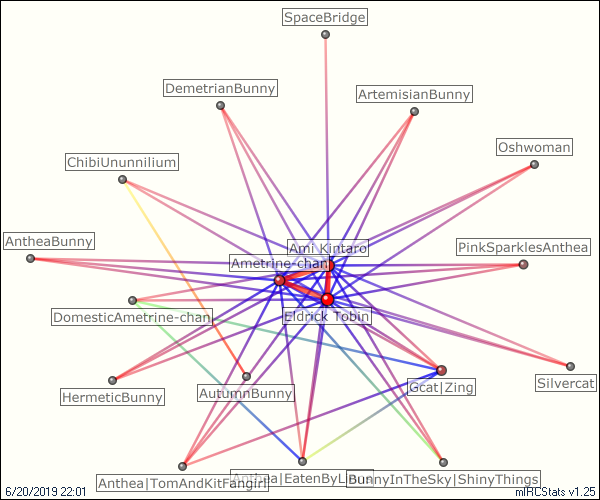 SpaceBridge
DemetrianBunny
ArtemisianBunny
Oshwoman
ChibiUnunnilium
AntheaBunny
Ami Kintaro
PinkSparklesAnthea
Ametrine-chan
DomesticAmetrine-chan
Eldrick Tobin
HermeticBunny
AutumnBunny
Gcat|Zing
Silvercat
Anthea|TomAndKitFangirl
Anthea|EatenByLinux
BunnyInTheSky|ShinyThings
6/20/2019 22:01
mIRCStats v1.25